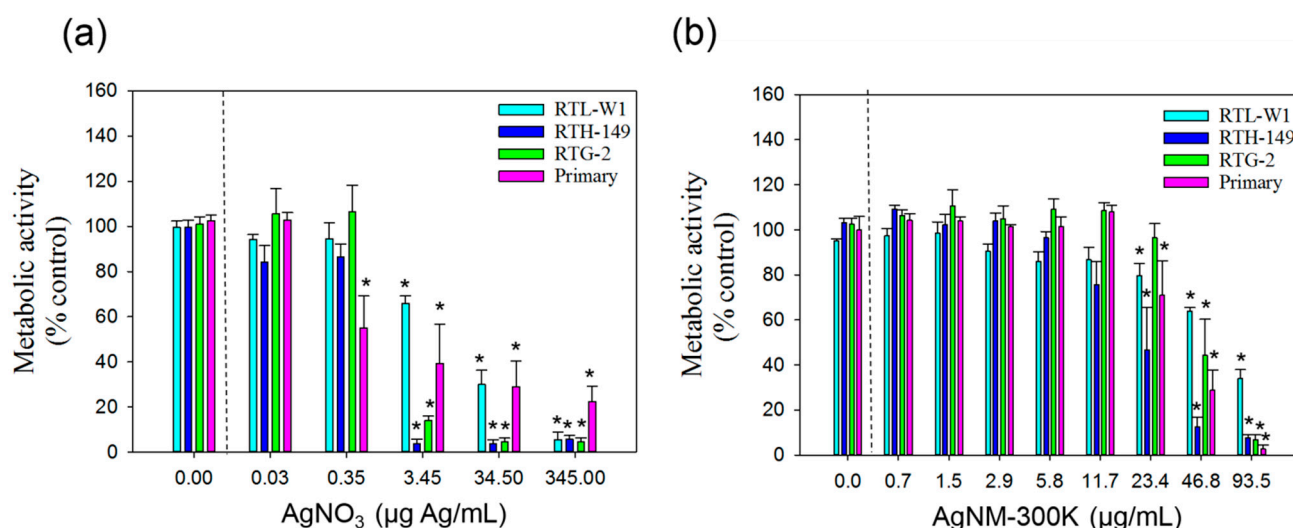 (a)
Metabolic activity
(% control)
160
140
120
100
80
60
40
20
0
RTL-W1
RTH-149
RTG-2
Primary
* * * * * * * * * *
0.00 0.03 0.35 3.45 34.50 345.00
AgNO₃ (µg Ag/mL)
(b)
Metabolic activity
(% control)
160
140
120
100
80
60
40
20
0
RTL-W1
RTH-149
RTG-2
Primary
* * * * * * * * * * *
0.0 0.7 1.5 2.9 5.8 11.7 23.4 46.8 93.5
AgNM-300K (µg/mL)